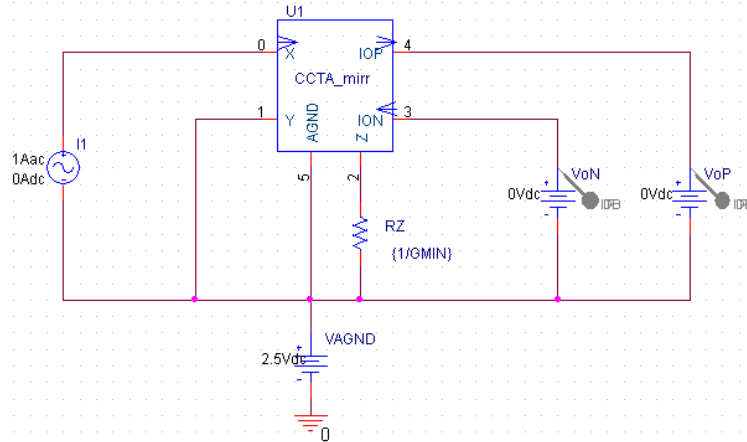 U1
0
X
IOP
4
CCTA_mirr
1
Y
AGND
ION
3
Z
I1
1Aac
0Adc
5
2
RZ
{1/GMIN}
VoN
0Vdc
VoP
0Vdc
VAGND
2.5Vdc
0